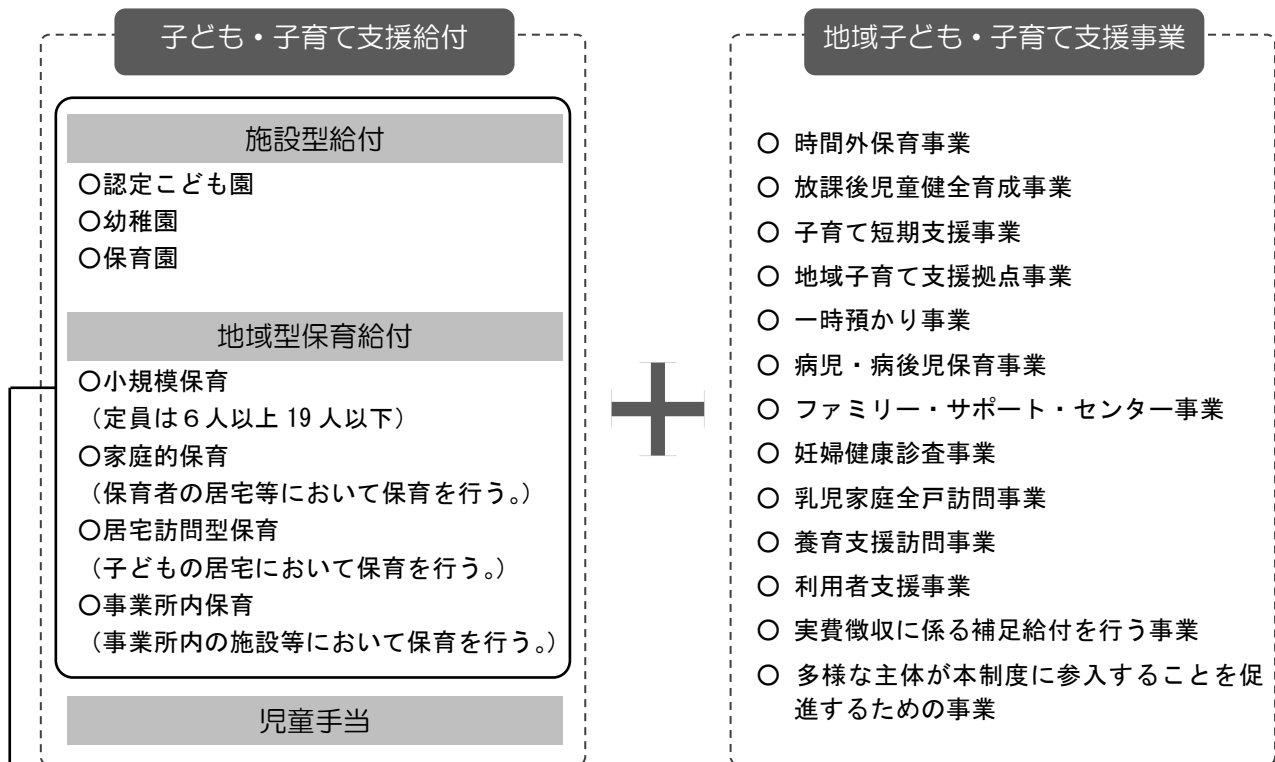 子ども・子育て支援給付
施設型給付
○認定こども園
○幼稚園
○保育園
地域型保育給付
○小規模保育
（定員は６人以上 19 人以下）
○家庭的保育
（保育者の居宅等において保育を行う。）
○居宅訪問型保育
（子どもの居宅において保育を行う。）
○事業所内保育
（事業所内の施設等において保育を行う。）
児童手当
地域子ども・子育て支援事業
○ 時間外保育事業
○ 放課後児童健全育成事業
○ 子育て短期支援事業
○ 地域子育て支援拠点事業
○ 一時預かり事業
○ 病児・病後児保育事業
○ ファミリー・サポート・センター事業
○ 妊婦健康診査事業
○ 乳児家庭全戸訪問事業
○ 養育支援訪問事業
○ 利用者支援事業
○ 実費徴収に係る補足給付を行う事業
○ 多様な主体が本制度に参入することを促
進するための事業